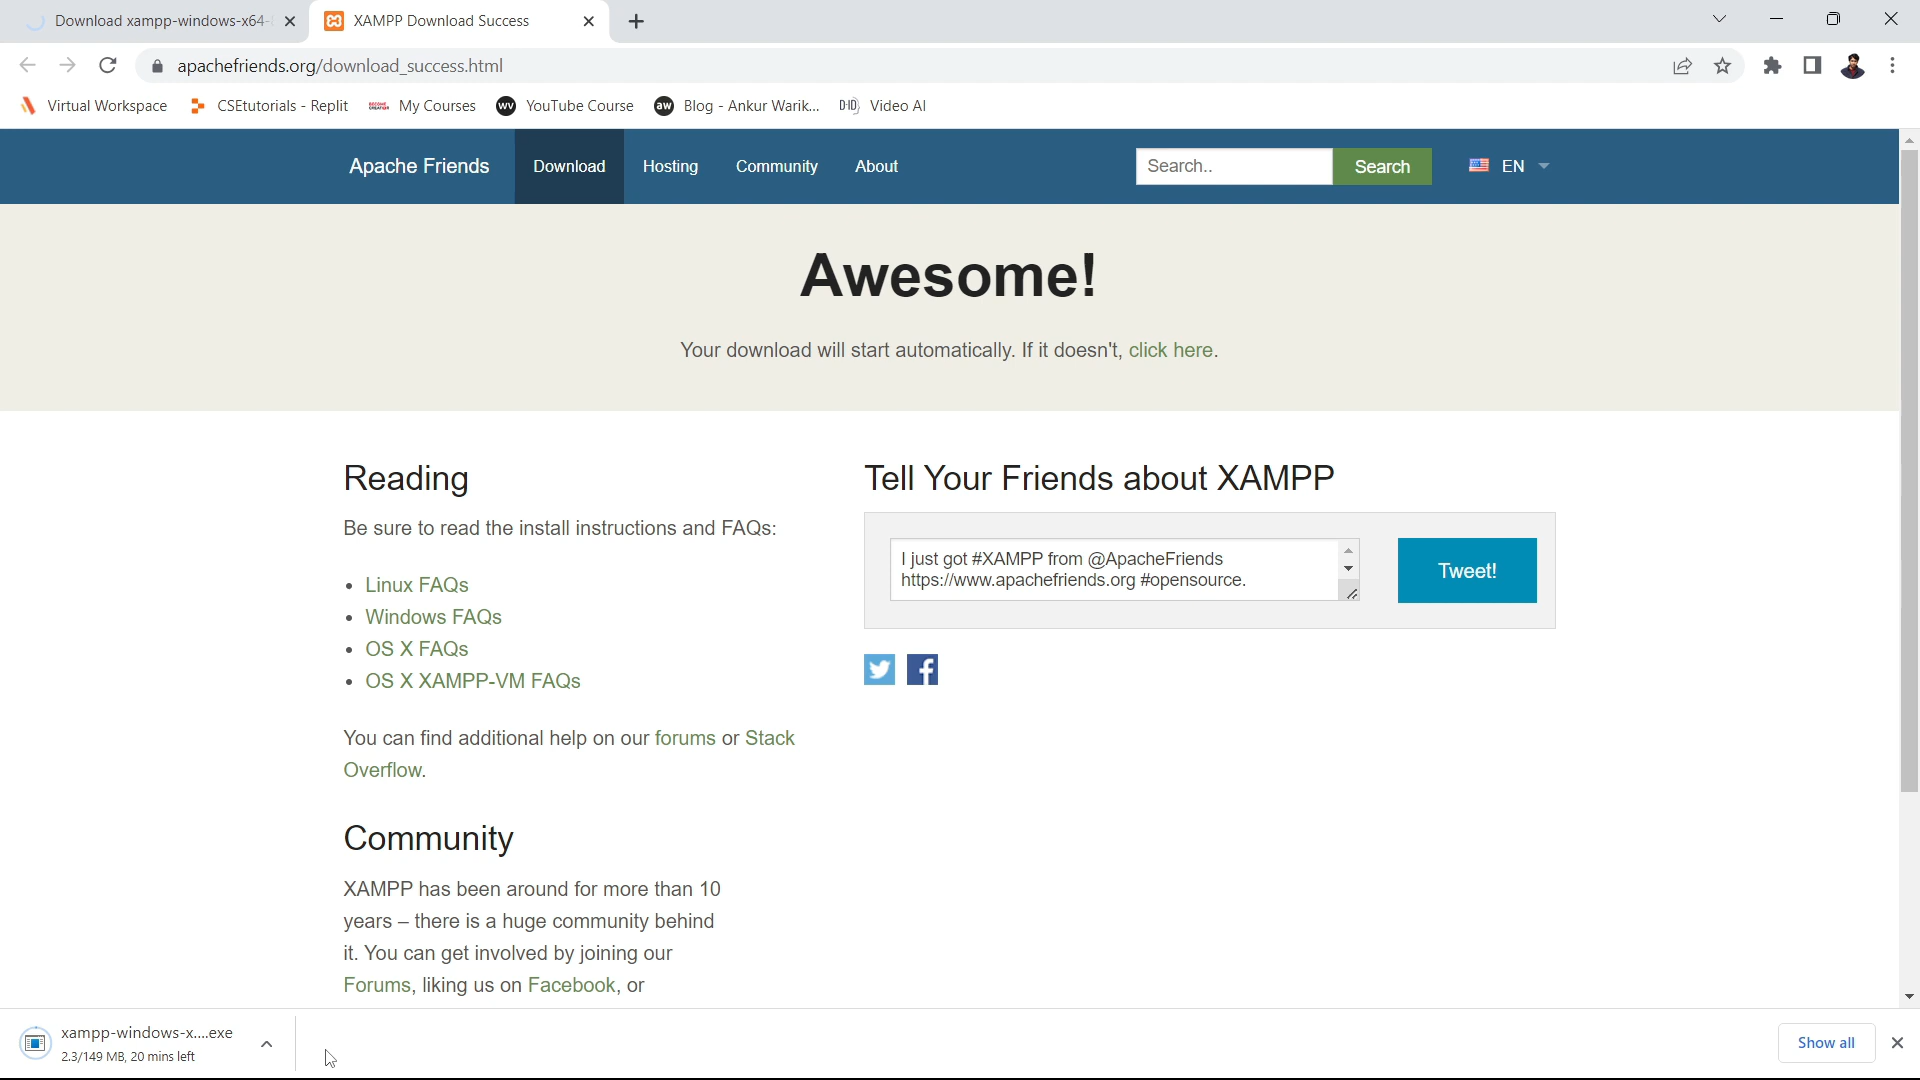 Download xampp-windows-x64-
XAMPP Download Success
apachefriends.org/download_success.html
Virtual Workspace
CSEtutorials - Replit
My Courses
wv YouTube Course
aw Blog - Ankur Warik...
D-ID Video AI
Apache Friends
Download
Hosting
Community
About
Search..
Search
EN
Awesome!
Your download will start automatically. If it doesn't, click here.
Reading
Be sure to read the install instructions and FAQs:
• Linux FAQs
• Windows FAQs
• OS X FAQs
• OS X XAMPP-VM FAQs
You can find additional help on our forums or Stack
Overflow.
Community
XAMPP has been around for more than 10
years – there is a huge community behind
it. You can get involved by joining our
Forums, liking us on Facebook, or
Tell Your Friends about XAMPP
I just got #XAMPP from @ApacheFriends
https://www.apachefriends.org #opensource.
Tweet!
xampp-windows-x....exe
2.3/149 MB, 20 mins left
Show all